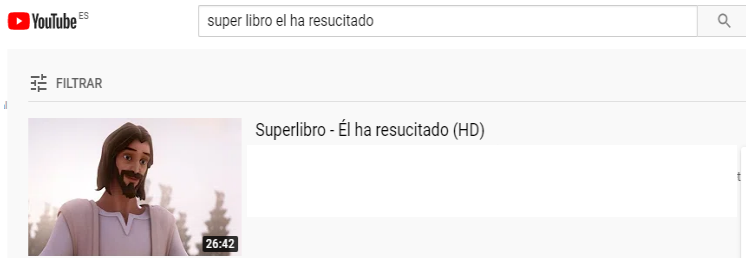 YouTube ES
super libro el ha resucitado
FILTRAR
Superlibro - Él ha resucitado (HD)
26:42